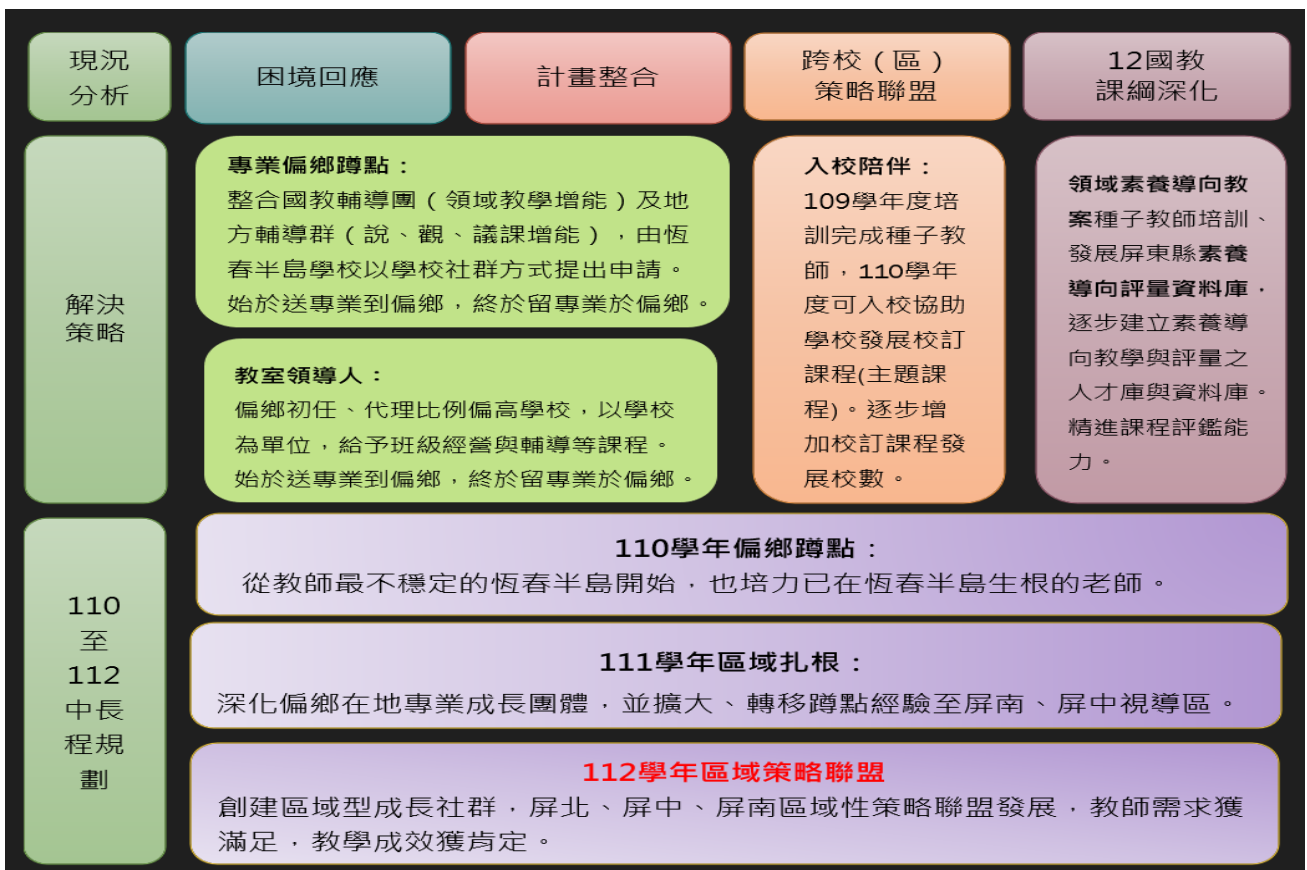 現況
分析
困境回應
計畫整合
跨校（區）
策略聯盟
12國教
課綱深化
解決
策略
專業偏鄉蹲點：
整合國教輔導團（領域教學增能）及地
方輔導群（說、觀、議課增能），由恆
春半島學校以學校社群方式提出申請。
始於送專業到偏鄉，終於留專業於偏鄉。
教室領導人：
偏鄉初任、代理比例偏高學校，以學校
為單位，給予班級經營與輔導等課程。
始於送專業到偏鄉，終於留專業於偏鄉。
入校陪伴：
109學年度培
訓完成種子教
師，110學年
度可入校協助
學校發展校訂
課程(主題課
程)。逐步增
加校訂課程發
展校數。
領域素養導向教
案種子教師培訓、
發展屏東縣素養
導向評量資料庫，
逐步建立素養導
向教學與評量之
人才庫與資料庫。
精進課程評鑑能
力。
110
至
112
中長
程規
劃
110學年偏鄉蹲點：
從教師最不穩定的恆春半島開始，也培力已在恆春半島生根的老師。
111學年區域扎根：
深化偏鄉在地專業成長團體，並擴大、轉移蹲點經驗至屏南、屏中視導區。
112學年區域策略聯盟
創建區域型成長社群，屏北、屏中、屏南區域性策略聯盟發展，教師需求獲
滿足，教學成效獲肯定。